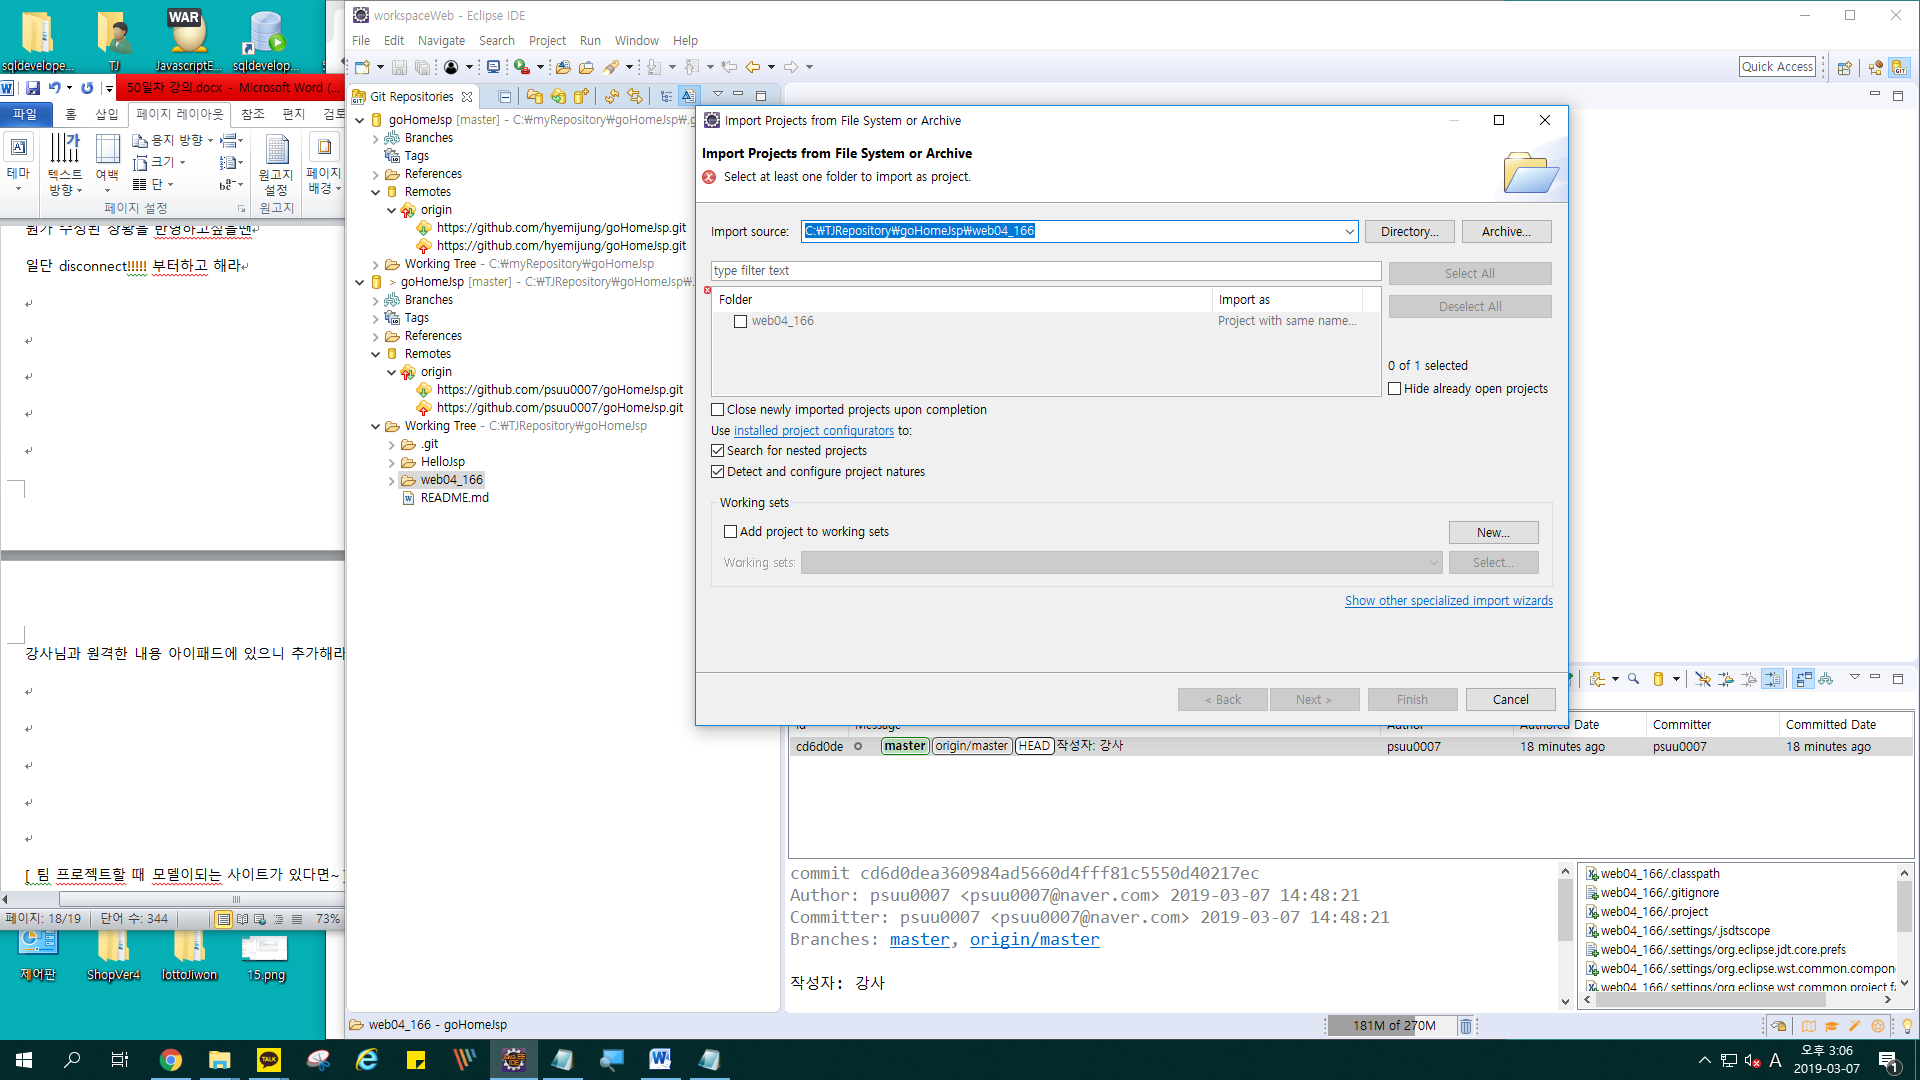 sqldevelope...
TJ
WAR
JavascriptE...
sqldevelop...
50일차 강의.docx - Microsoft Word (...
파일
홈
삽입
페이지 레이아웃
참조
편지
검토
테마
텍스트
방향
여백
용지 방향
크기
단
원고지
설정
페이지
배경
페이지 설정
원고지
원가 수정된 상황을 반영하고싶을땐
일단 disconnect!!!!! 부터하고 해라
강사님과 원격한 내용 아이패드에 있으니 추가해라
[ 팀 프로젝트할 때 모델이되는 사이트가 있다면~ ]
페이지: 18/19
단어 수: 344
73%
제어판
ShopVer4
lottoJiwon
15.png
workspaceWeb - Eclipse IDE
File Edit Navigate Search Project Run Window Help
Quick Access
Git Repositories
goHomeJsp [master] - C:₩myRepository₩goHomeJsp₩.g
Branches
Tags
References
Remotes
origin
https://github.com/hyemijung/goHomeJsp.git
https://github.com/hyemijung/goHomeJsp.git
Working Tree - C:₩myRepository₩goHomeJsp
> goHomeJsp [master] - C:₩TJRepository₩goHomeJsp₩.
Branches
Tags
References
Remotes
origin
https://github.com/psuu0007/goHomeJsp.git
https://github.com/psuu0007/goHomeJsp.git
Working Tree - C:₩TJRepository₩goHomeJsp
.git
HelloJsp
web04_166
README.md
Import Projects from File System or Archive
Import Projects from File System or Archive
Select at least one folder to import as project.
Import source: C:₩TJRepository₩goHomeJsp₩web04_166 Directory... Archive...
type filter text
Select All
Folder Import as
Deselect All
web04_166 Project with same name...
0 of 1 selected
Hide already open projects
Close newly imported projects upon completion
Use installed project configurators to:
Search for nested projects
Detect and configure project natures
Working sets
Add project to working sets New...
Working sets: Select...
Show other specialized import wizards
< Back Next > Finish Cancel
Id Message Author Authored Date Committer Committed Date
cd6d0de master origin/master HEAD 작성자: 강사 psuu0007 18 minutes ago psuu0007 18 minutes ago
commit cd6d0dea360984ad5660d4fff81c5550d40217ec
Author: psuu0007 <psuu0007@naver.com> 2019-03-07 14:48:21
Committer: psuu0007 <psuu0007@naver.com> 2019-03-07 14:48:21
Branches: master, origin/master
작성자: 강사
web04_166/.classpath
web04_166/.gitignore
web04_166/.project
web04_166/.settings/.jsdtscope
web04_166/.settings/org.eclipse.jdt.core.prefs
web04_166/.settings/org.eclipse.wst.common.compon
web04_166/.settings/org.eclipse.wst.common.project.fa
web04_166 - goHomeJsp
181M of 270M
TALK
A
오후 3:06
2019-03-07
1